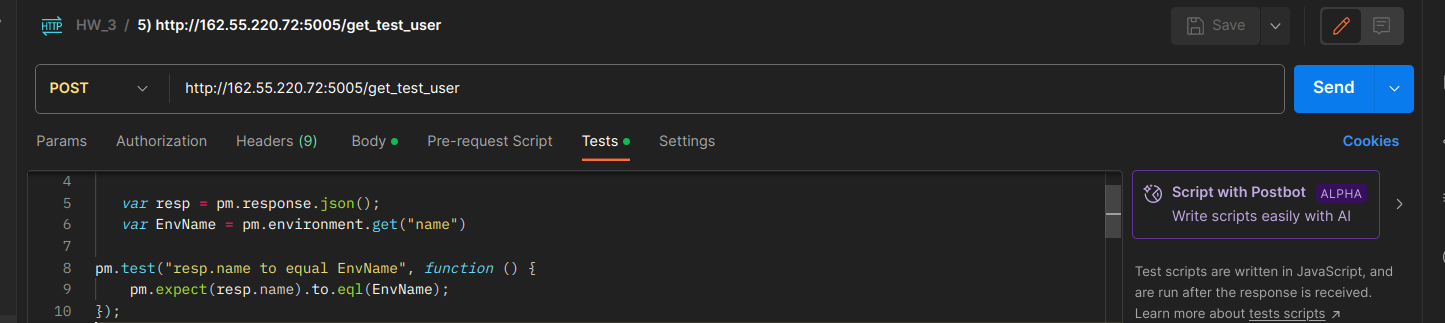 HTTP HW_3 / 5) http://162.55.220.72:5005/get_test_user Save
POST http://162.55.220.72:5005/get_test_user Send
Params Authorization Headers (9) Body Pre-request Script Tests Settings Cookies
4
5 var resp = pm.response.json();
6 var EnvName = pm.environment.get("name")
7
8 pm.test("resp.name to equal EnvName", function () {
9 pm.expect(resp.name).to.eql(EnvName);
10 });
Script with Postbot ALPHA
Write scripts easily with AI
Test scripts are written in JavaScript, and
are run after the response is received.
Learn more about tests scripts ↗